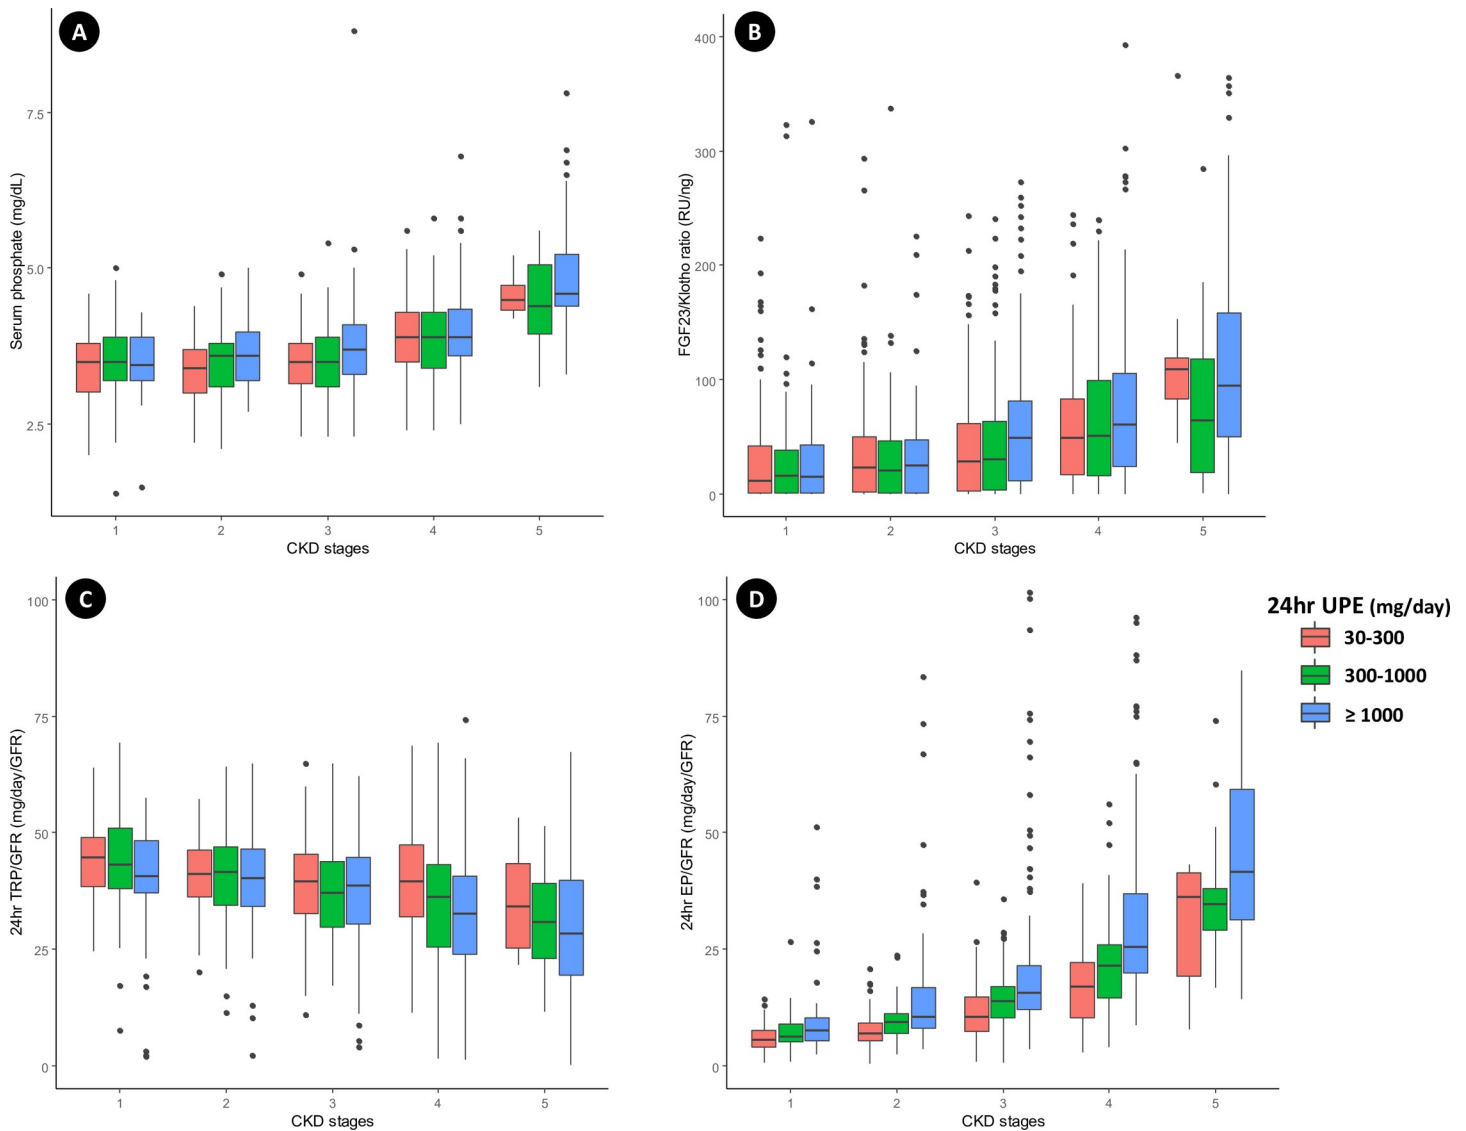 A
Serum phosphate (mg/dL)
7.5
5.0
2.5
1 2 3 4 5
CKD stages
B
FGF23/Klotho ratio (RU/ng)
400
300
200
100
0
1 2 3 4 5
CKD stages
C
24hr TRP/GFR (mg/day/GFR)
100
75
50
25
0
1 2 3 4 5
CKD stages
D
24hr EP/GFR (mg/day/GFR)
100
75
50
25
0
1 2 3 4 5
CKD stages
24hr UPE (mg/day)
30-300
300-1000
≥ 1000